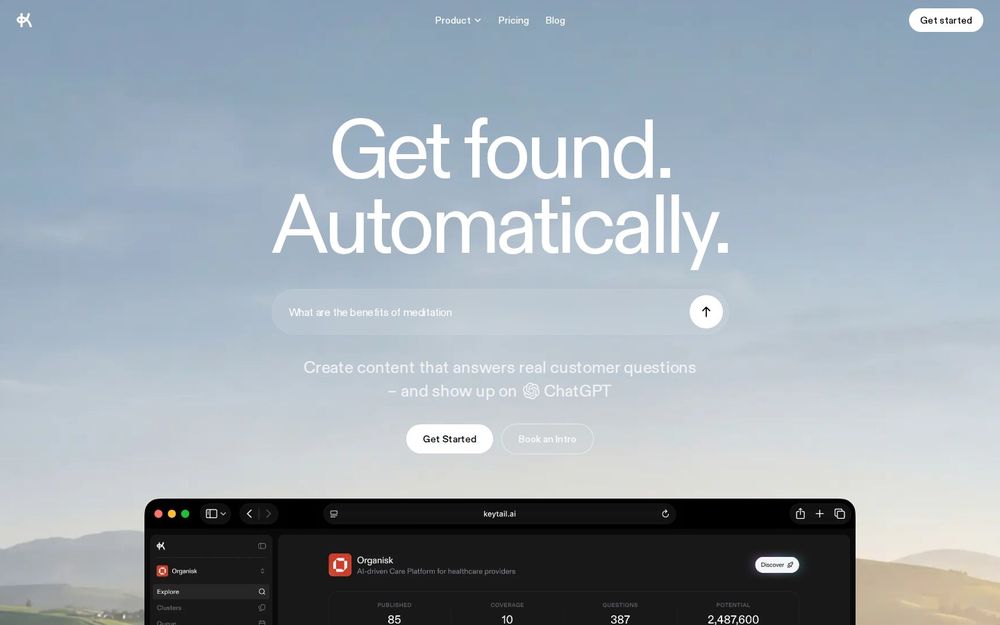 Product
Pricing
Blog
Get started
Get found.
Automatically.
What are the benefits of meditation
Create content that answers real customer questions
– and show up on ChatGPT
Get Started
Book an Intro
keytail.ai
Organisk
Explore
Clusters
Queue
Organisk
AI-driven Care Platform for healthcare providers
Discover
PUBLISHED
COVERAGE
QUESTIONS
POTENTIAL
85
10
387
2,487,600